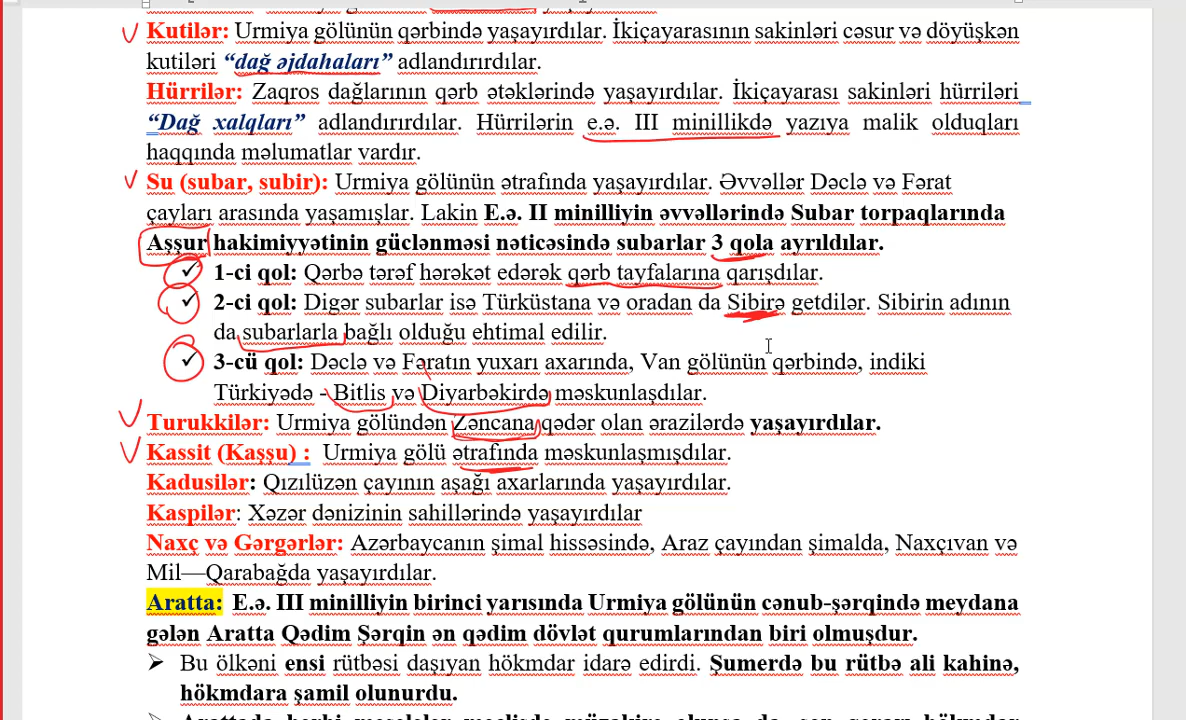 Kutilər: Urmiya gölünün qərbində yaşayırdılar. İkiçayarasının sakinləri cəsur və döyüşkən
kutiləri “dağ əjdahaları” adlandırırdılar.
Hürrilər: Zaqros dağlarının qərb ətəklərində yaşayırdılar. İkiçayarası sakinləri hürriləri
“Dağ xalqları” adlandırırdılar. Hürrilərin e.ə. III minillikdə yazıya malik olduqları
haqqında məlumatlar vardır.
Su (subar, subir): Urmiya gölünün ətrafında yaşayırdılar. Əvvəllər Dəclə və Fərat
çayları arasında yaşamışlar. Lakin E.ə. II minilliyin əvvəllərində Subar torpaqlarında
Aşşur hakimiyyətinin güclənməsi nəticəsində subarlar 3 qola ayrıldılar.
✓ 1-ci qol: Qərbə tərəf hərəkət edərək qərb tayfalarına qarışdılar.
✓ 2-ci qol: Digər subarlar isə Türküstana və oradan da Sibirə getdilər. Sibirin adının
da subarlarla bağlı olduğu ehtimal edilir.
✓ 3-cü qol: Dəclə və Fəratın yuxarı axarında, Van gölünün qərbində, indiki
Türkiyədə - Bitlis və Diyarbəkirdə məskunlaşdılar.
Turukkilər: Urmiya gölündən Zəncana qədər olan ərazilərdə yaşayırdılar.
Kassit (Kaşşu) : Urmiya gölü ətrafında məskunlaşmışdılar.
Kadusilər: Qızılüzən çayının aşağı axarlarında yaşayırdılar.
Kaspilər: Xəzər dənizinin sahillərində yaşayırdılar
Naxç və Gərgərlər: Azərbaycanın şimal hissəsində, Araz çayından şimalda, Naxçıvan və
Mil—Qarabağda yaşayırdılar.
Aratta: E.ə. III minilliyin birinci yarısında Urmiya gölünün cənub-şərqində meydana
gələn Aratta Qədim Şərqin ən qədim dövlət qurumlarından biri olmuşdur.
➢ Bu ölkəni ensi rütbəsi daşıyan hökmdar idarə edirdi. Şumerdə bu rütbə ali kahinə,
hökmdara şamil olunurdu.